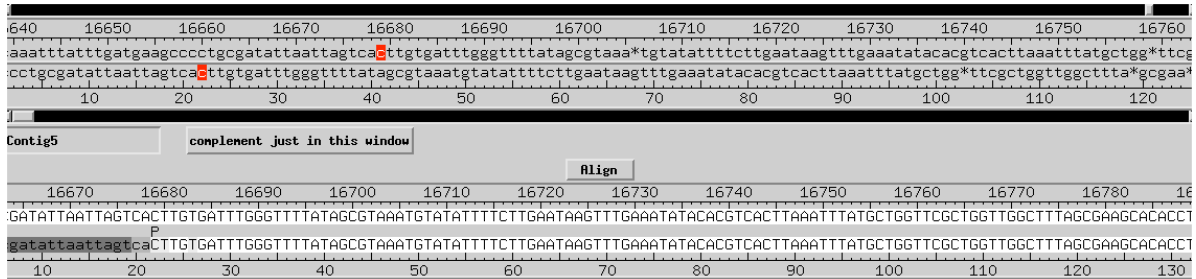 6640 16650 16660 16670 16680 16690 16700 16710 16720 16730 16740 16750 16760
aaatttatttgatgaagcccctgcgatattaattagtcacttgtgatttgggttttatagcgtaaa*tgtatattttcttgaataagtttgaaatatacacgtcacttaaatttatgctgg*ttcg
cctgcgatattaattagtcacttgtgatttgggttttatagcgtaaatgtatattttcttgaataagtttgaaatatacacgtcacttaaatttatgctgg*ttcgctggttggcttta*gcgaa*
10 20 30 40 50 60 70 80 90 100 110 120
Contig5 complement just in this window
Align
16670 16680 16690 16700 16710 16720 16730 16740 16750 16760 16770 16780 16
GATATTAATTAGTCACTTGTGATTTGGGTTTTATAGCGTAAATGTATATTTTCTTGAATAAGTTTGAAATATACACGTCACTTAAATTTATGCTGGTTCGCTGGTTGGCTTTAGCGAAGCACACCT
P
gatattaattagtcaCTTGTGATTTGGGTTTTATAGCGTAAATGTATATTTTCTTGAATAAGTTTGAAATATACACGTCACTTAAATTTATGCTGGTTCGCTGGTTGGCTTTAGCGAAGCACACCT
10 20 30 40 50 60 70 80 90 100 110 120 130